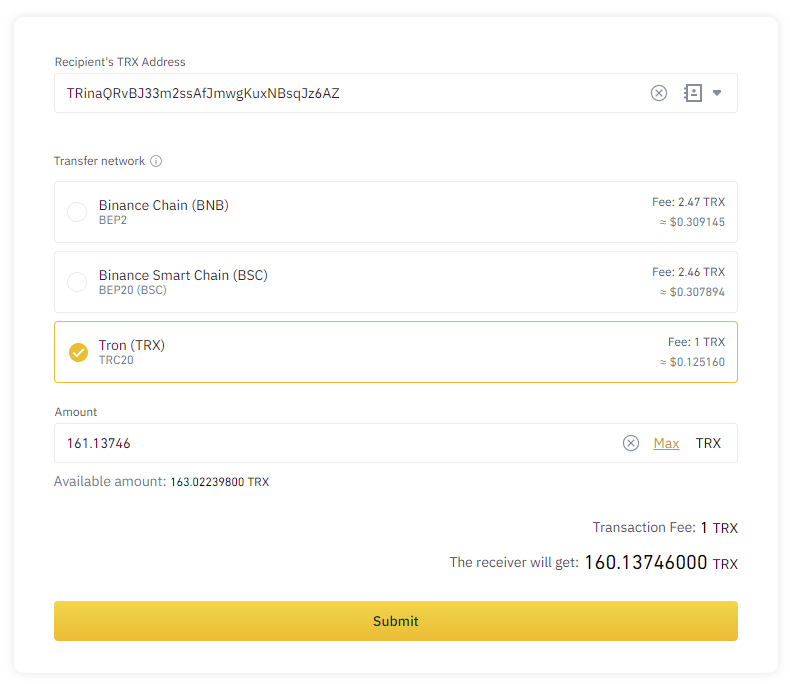 Recipient's TRX Address
TRinaQRvBJ33m2ssAfJmwgKuxNBsqJz6AZ
Transfer network
Binance Chain (BNB)
BEP2
Fee: 2.47 TRX
≈ $0.309145
Binance Smart Chain (BSC)
BEP20 (BSC)
Fee: 2.46 TRX
≈ $0.307894
Tron (TRX)
TRC20
Fee: 1 TRX
≈ $0.125160
Amount
161.13746 Max TRX
Available amount: 163.02239800 TRX
Transaction Fee: 1 TRX
The receiver will get: 160.13746000 TRX
Submit